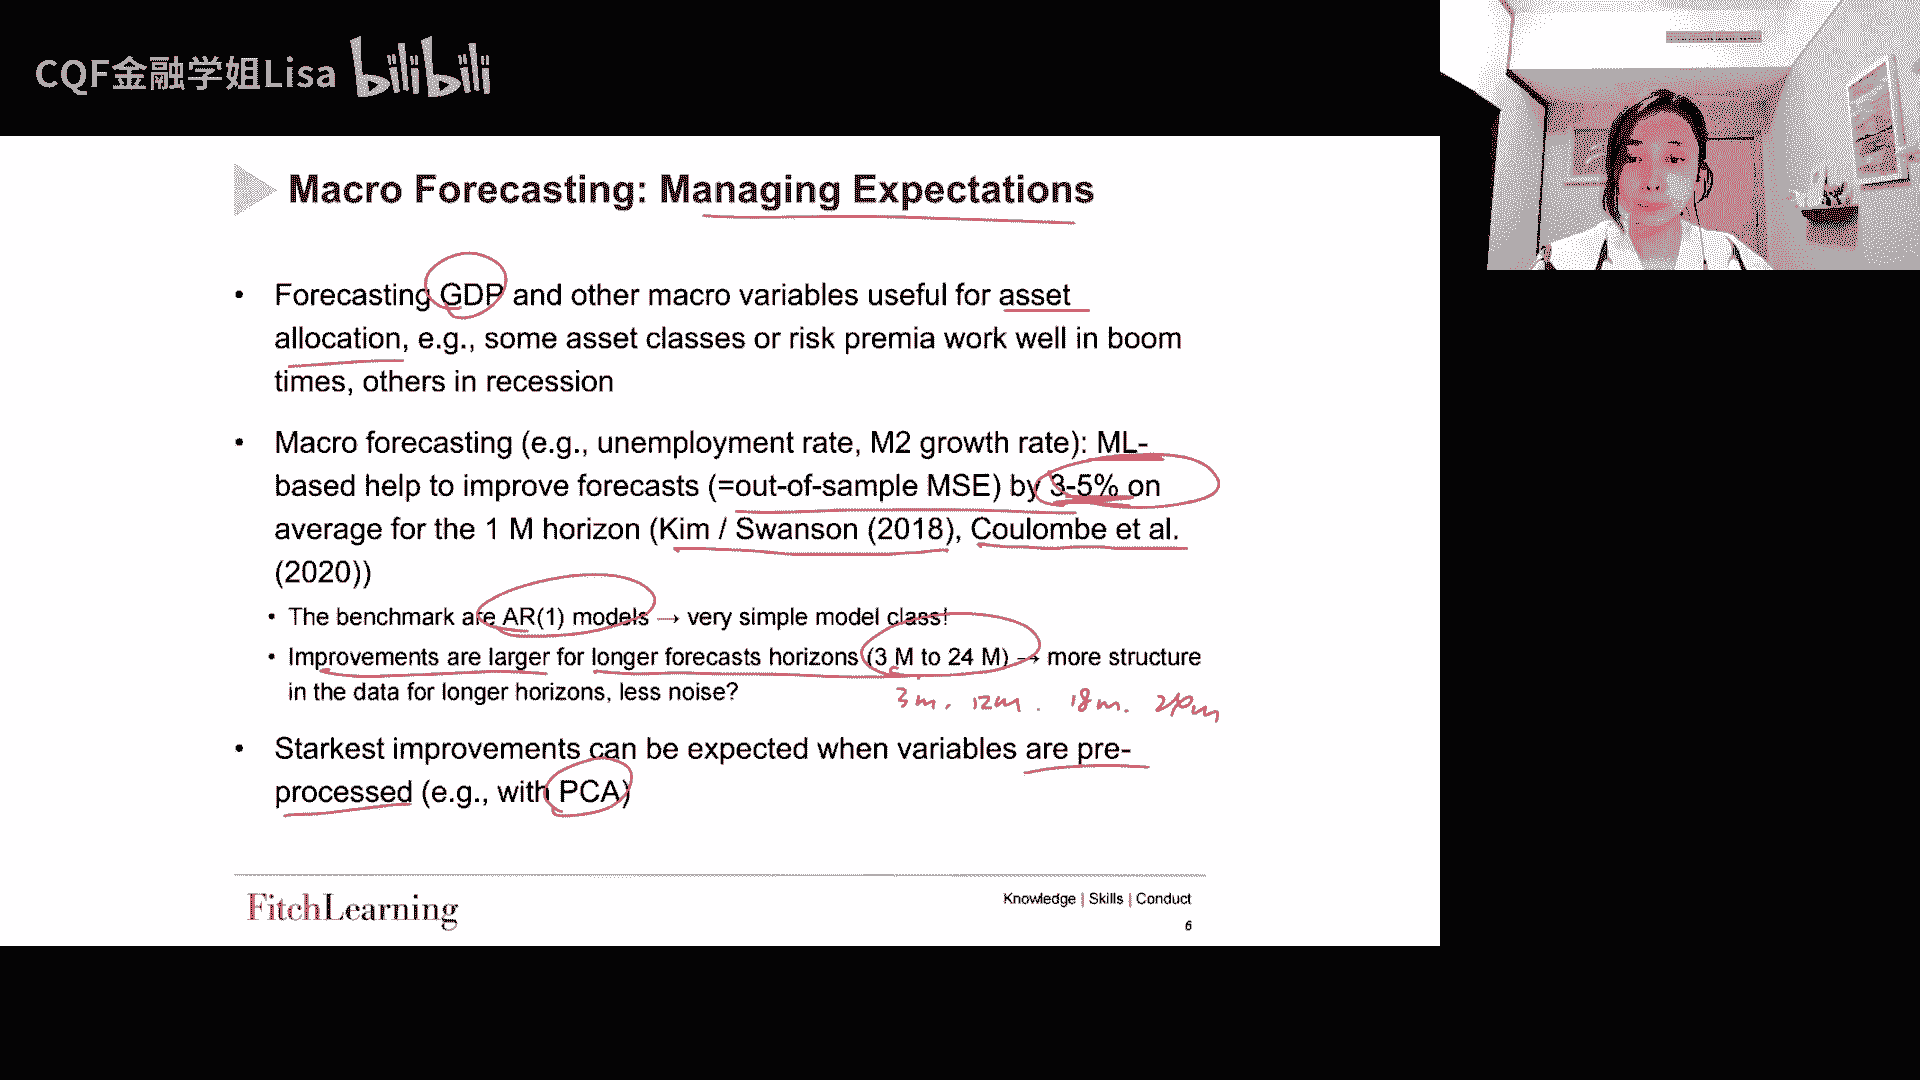 CQF金融学姐Lisa bilibili
Macro Forecasting: Managing Expectations
• Forecasting GDP and other macro variables useful for asset
allocation, e.g., some asset classes or risk premia work well in boom
times, others in recession
• Macro forecasting (e.g., unemployment rate, M2 growth rate): ML-
based help to improve forecasts (=out-of-sample MSE) by 3-5% on
average for the 1 M horizon (Kim / Swanson (2018), Coulombe et al.
(2020))
• The benchmark are AR(1) models → very simple model class!
• Improvements are larger for longer forecasts horizons (3 M to 24 M) → more structure
in the data for longer horizons, less noise?
3m. 12m. 18m. 24m
• Starkest improvements can be expected when variables are pre-
processed (e.g., with PCA)
FitchLearning
Knowledge | Skills | Conduct
6